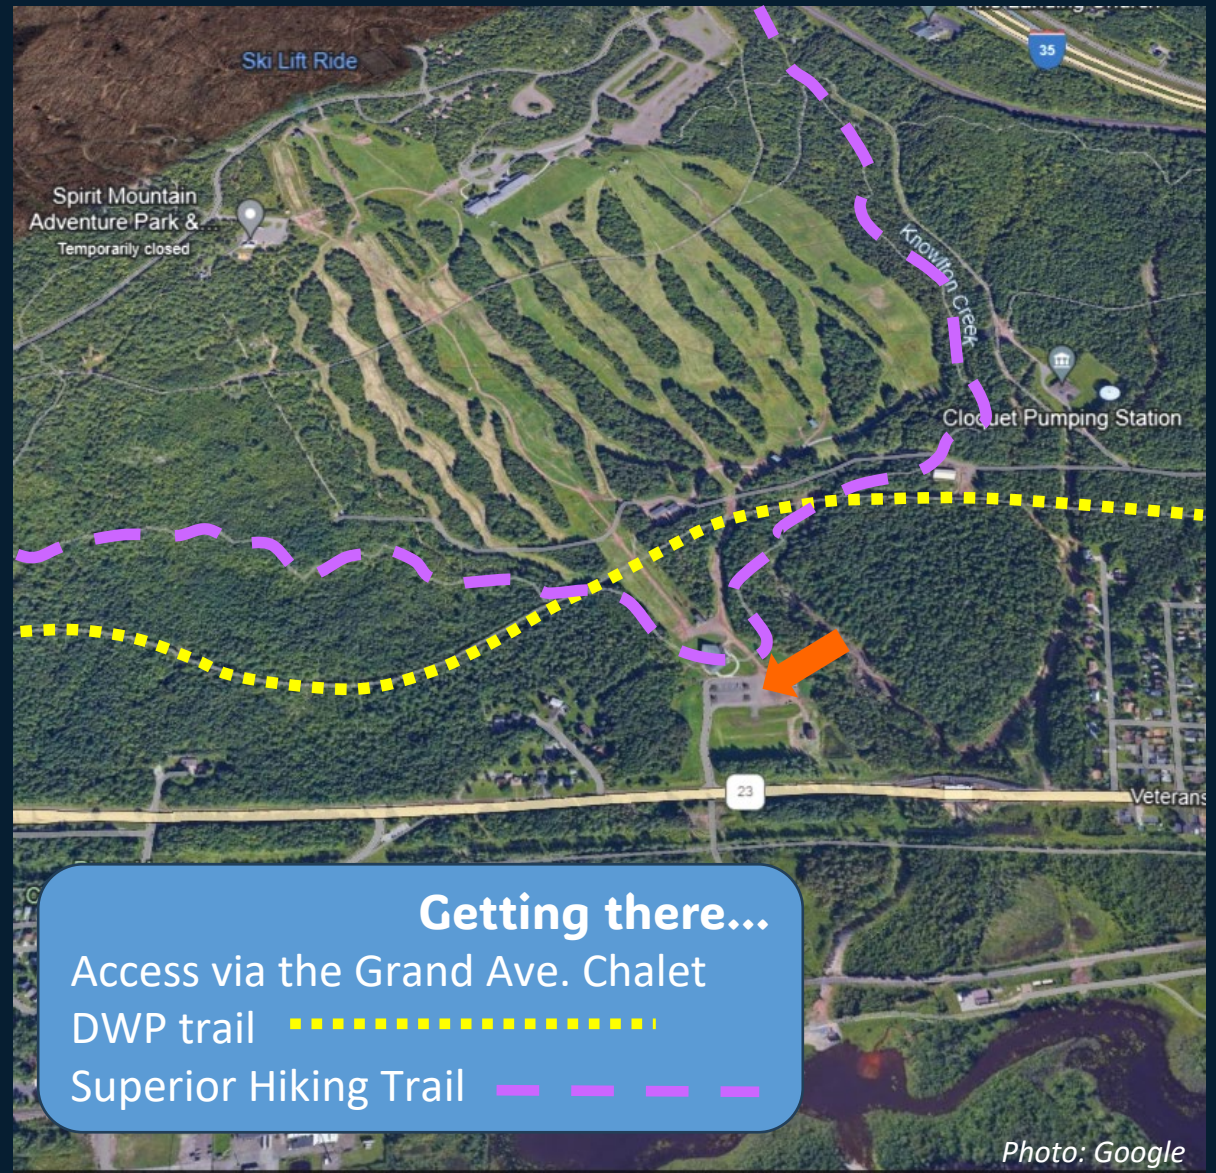 35
Ski Lift Ride
Spirit Mountain
Adventure Park &...
Temporarily closed
Knowlton Creek
Cloquet Pumping Station
23
Veterans
Getting there...
Access via the Grand Ave. Chalet
DWP trail
Superior Hiking Trail
Photo: Google